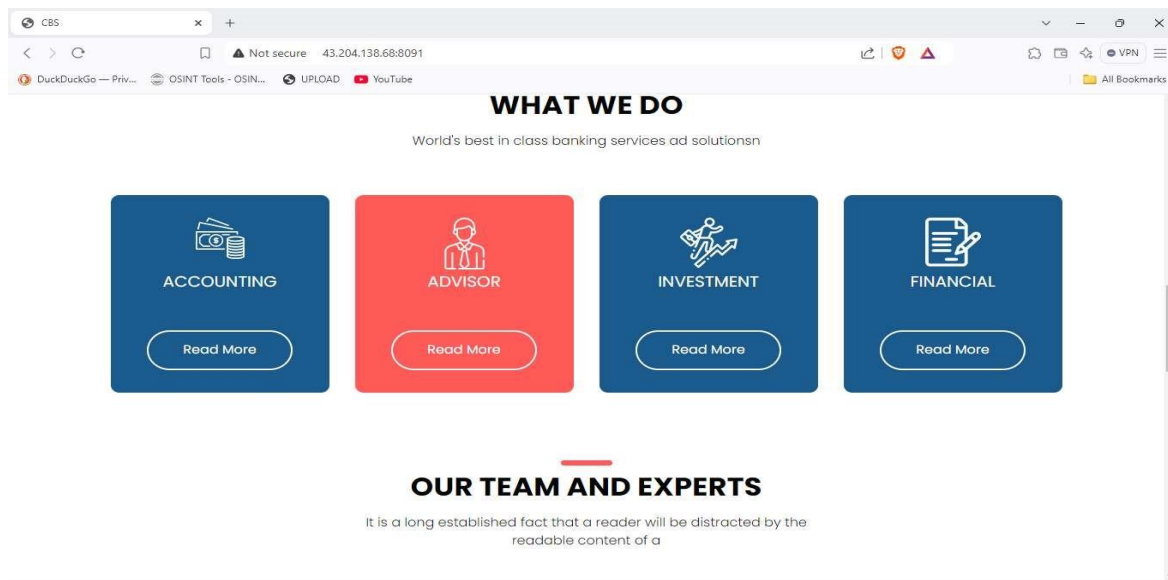 CBS
Not secure 43.204.138.68:8091
VPN
DuckDuckGo — Priv... OSINT Tools - OSIN... UPLOAD YouTube All Bookmarks
WHAT WE DO
World's best in class banking services ad solutionsn
ACCOUNTING ADVISOR INVESTMENT FINANCIAL
Read More Read More Read More Read More
OUR TEAM AND EXPERTS
It is a long established fact that a reader will be distracted by the
readable content of a